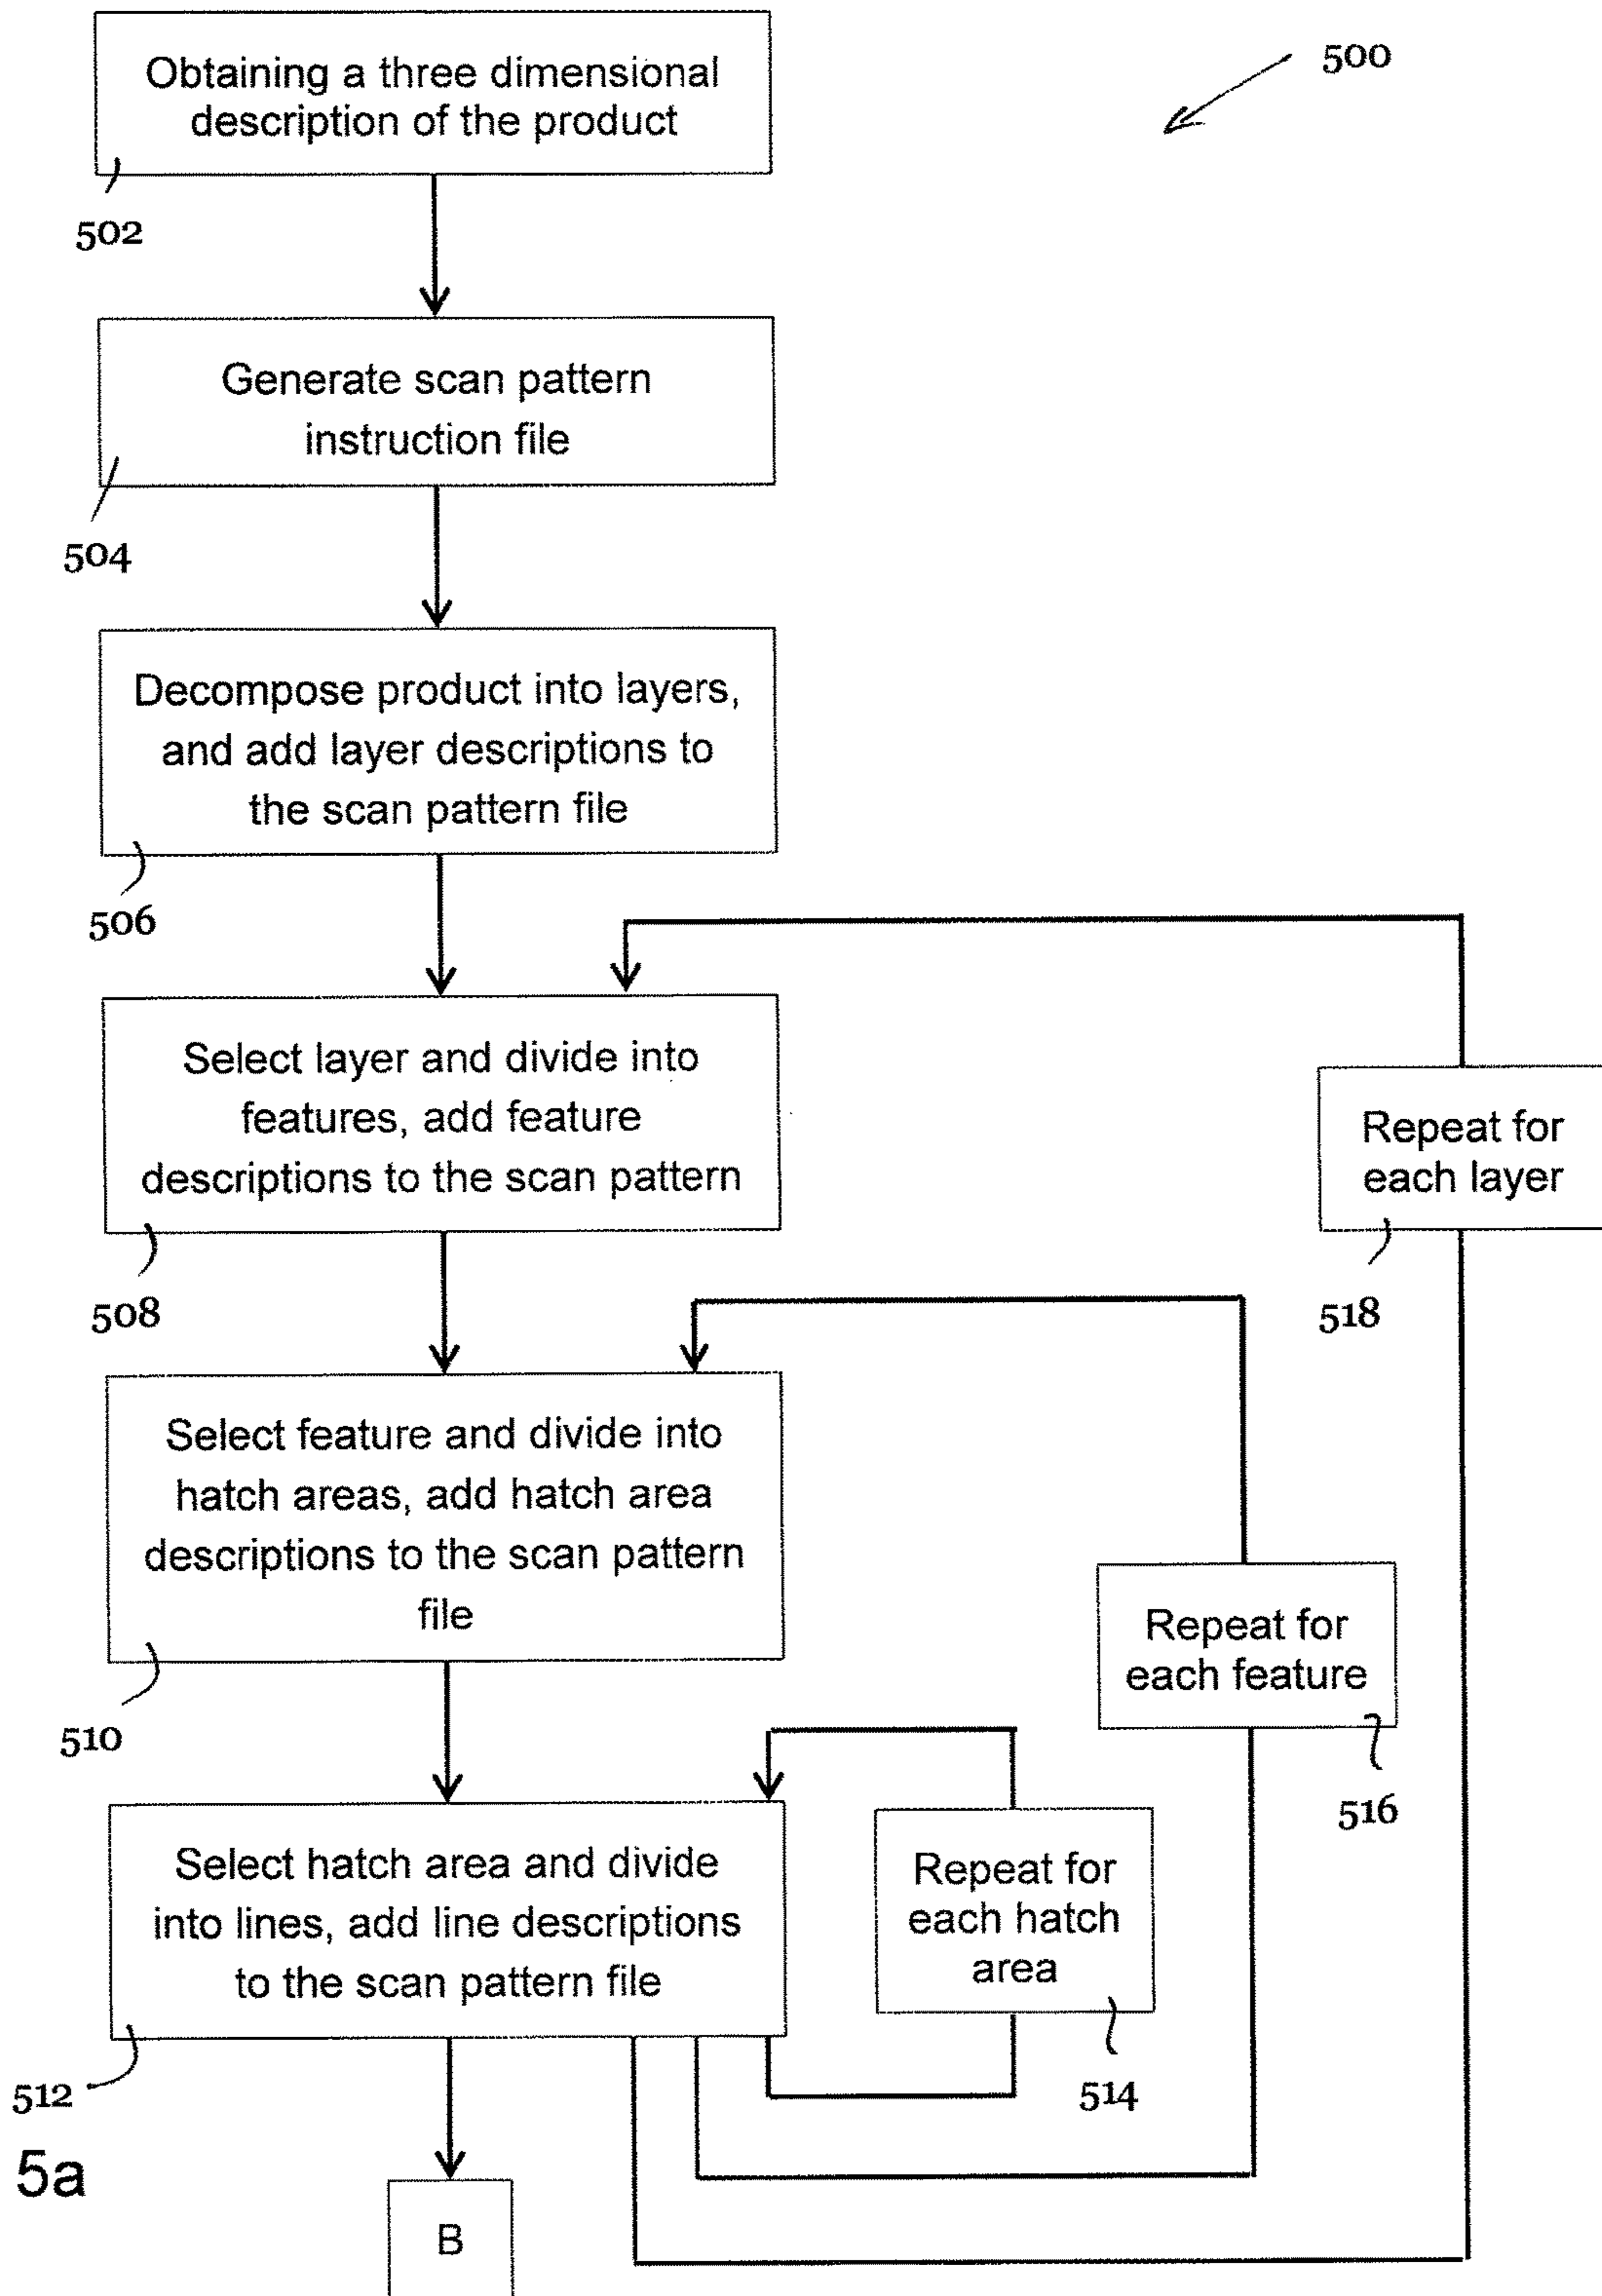 500
Obtaining a three dimensional
description of the product
502
Generate scan pattern
instruction file
504
Decompose product into layers,
and add layer descriptions to
the scan pattern file
506
Select layer and divide into
features, add feature
descriptions to the scan pattern
508
Repeat for
each layer
518
Select feature and divide into
hatch areas, add hatch area
descriptions to the scan pattern
file
510
Repeat for
each feature
516
Select hatch area and divide
into lines, add line descriptions
to the scan pattern file
512
Repeat for
each hatch
area
514
5a
B